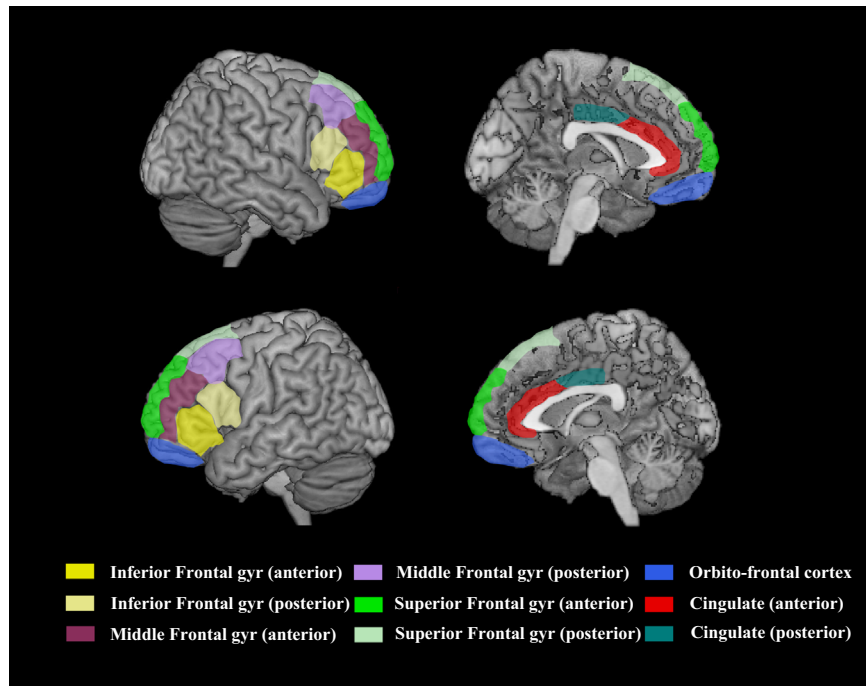 Inferior Frontal gyr (anterior)
Middle Frontal gyr (posterior)
Orbito-frontal cortex
Inferior Frontal gyr (posterior)
Superior Frontal gyr (anterior)
Cingulate (anterior)
Middle Frontal gyr (anterior)
Superior Frontal gyr (posterior)
Cingulate (posterior)